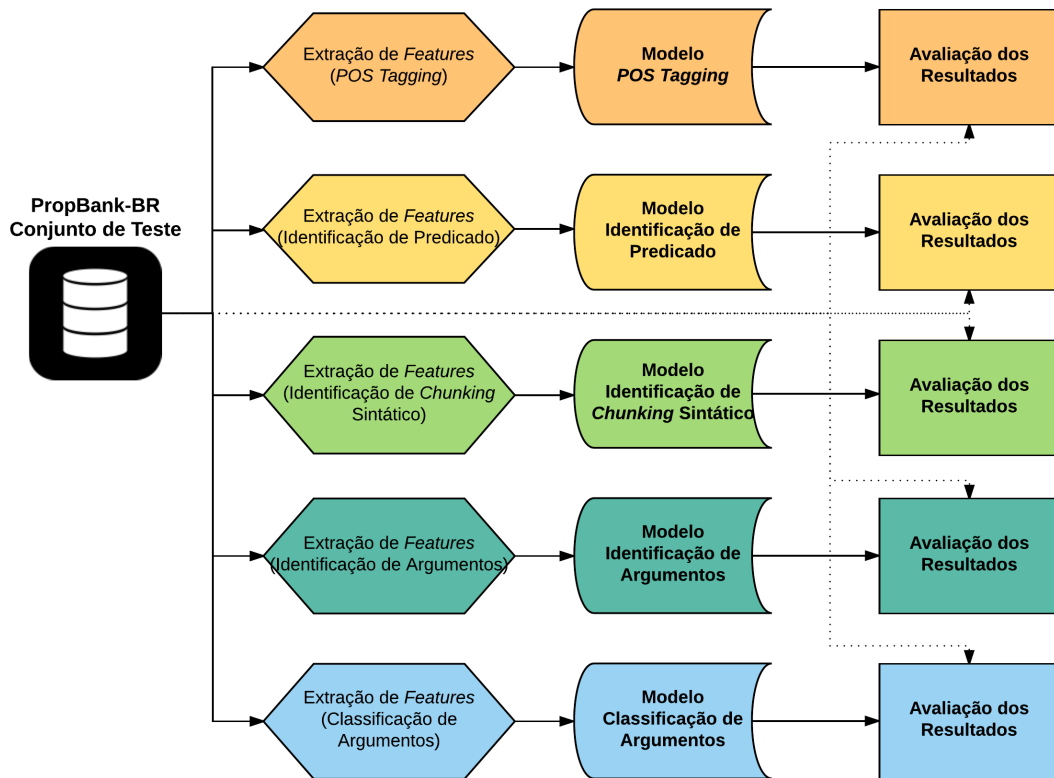 Extração de Features
(POS Tagging)
Modelo
POS Tagging
Avaliação dos
Resultados
PropBank-BR
Conjunto de Teste
Extração de Features
(Identificação de Predicado)
Modelo
Identificação de
Predicado
Avaliação dos
Resultados
Extração de Features
(Identificação de Chunking
Sintático)
Modelo
Identificação de
Chunking Sintático
Avaliação dos
Resultados
Extração de Features
(Identificação de Argumentos)
Modelo
Identificação de
Argumentos
Avaliação dos
Resultados
Extração de Features
(Classificação de
Argumentos)
Modelo
Classificação de
Argumentos
Avaliação dos
Resultados